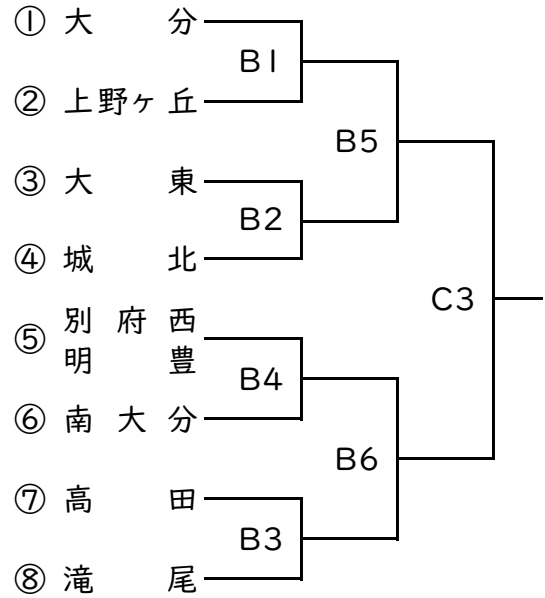 ① 大分
B1
② 上野ヶ丘
B5
③ 大東
B2
④ 城北
C3
⑤ 別府西
明豊
B4
⑥ 南大分
B6
⑦ 高田
B3
⑧ 滝尾